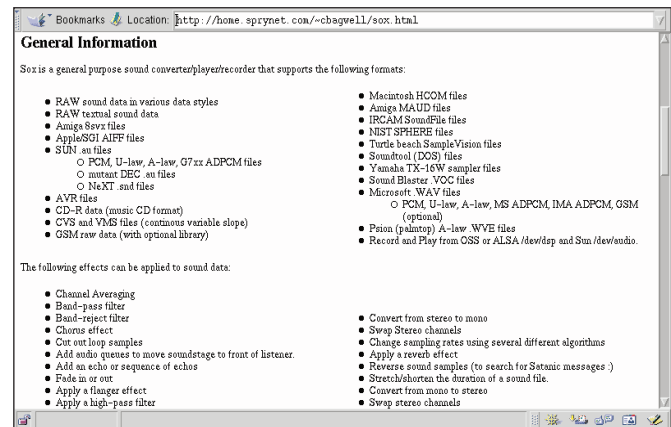 Bookmarks Location: http://home.sprynet.com/~cbagwell/sox.html
General Information
Sox is a general purpose sound converter/player/recorder that supports the following formats:
RAW sound data in various data styles
RAW textual sound data
Amiga 8svx files
Apple/SGI AIFF files
SUN .au files
PCM, U-law, A-law, G7xx ADPCM files
mutant DEC .au files
NeXT .snd files
AVR files
CD-R data (music CD format)
CVS and VMS files (continous variable slope)
GSM raw data (with optional library)
Macintosh HCOM files
Amiga MAUD files
IRCAM SoundFile files
NIST SPHERE files
Turtle beach SampleVision files
Soundtool (DOS) files
Yamaha TX-16W sampler files
Sound Blaster .VOC files
Microsoft .WAV files
PCM, U-law, A-law, MS ADPCM, IMA ADPCM, GSM
(optional)
Psion (palmtop) A-law .WVE files
Record and Play from OSS or ALSA /dev/dsp and Sun /dev/audio.
The following effects can be applied to sound data:
Channel Averaging
Band-pass filter
Band-reject filter
Chorus effect
Cut out loop samples
Add audio queues to move soundstage to front of listener.
Add an echo or sequence of echos
Fade in or out
Apply a flanger effect
Apply a high-pass filter
Convert from stereo to mono
Swap Stereo channels
Change sampling rates using several different algorithms
Apply a reverb effect
Reverse sound samples (to search for Satanic messages :)
Stretch/shorten the duration of a sound file.
Convert from mono to stereo
Swap stereo channels